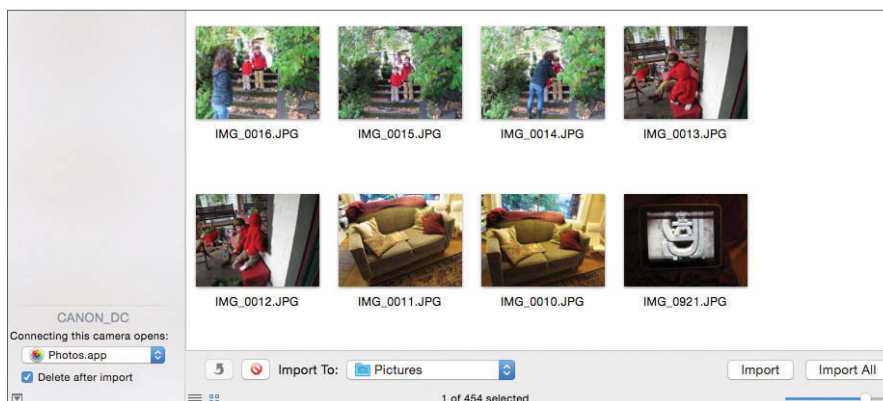 IMG_0016.JPG
IMG_0015.JPG
IMG_0014.JPG
IMG_0013.JPG
IMG_0012.JPG
IMG_0011.JPG
IMG_0010.JPG
IMG_0921.JPG
CANON_DC
Connecting this camera opens:
Photos.app
Delete after import
Import To:
Pictures
Import
Import All
1 of 454 selected